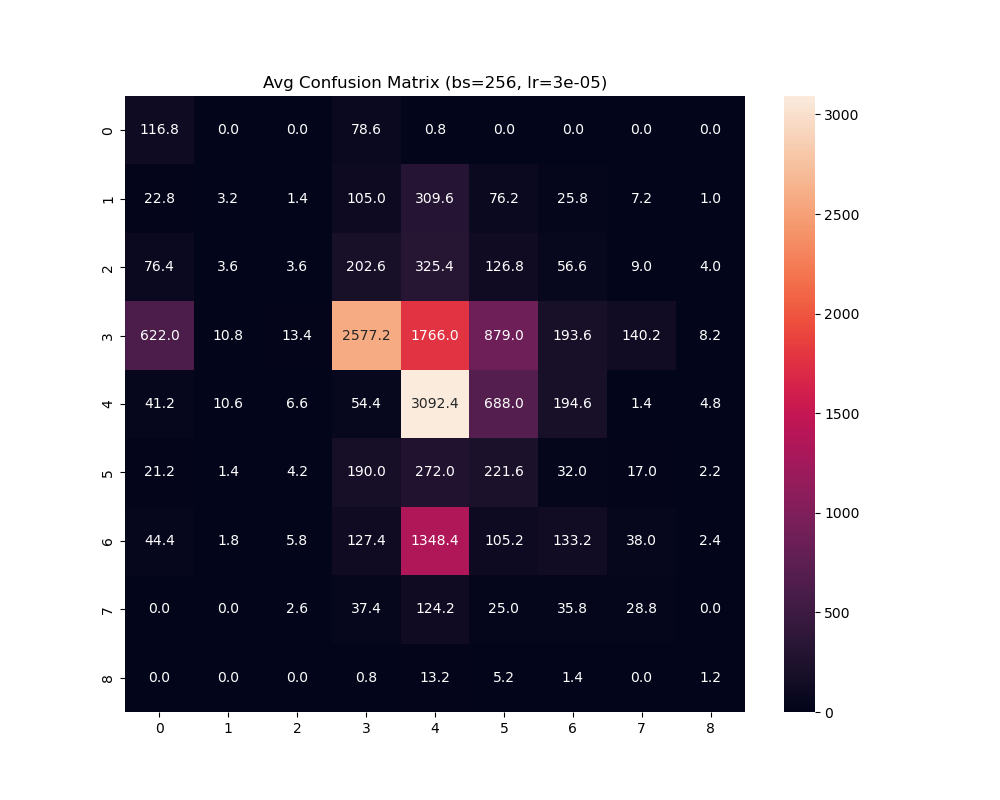 Avg Confusion Matrix (bs=256, lr=3e-05)
0 116.8 0.0 0.0 78.6 0.8 0.0 0.0 0.0 0.0
1 22.8 3.2 1.4 105.0 309.6 76.2 25.8 7.2 1.0
2 76.4 3.6 3.6 202.6 325.4 126.8 56.6 9.0 4.0
3 622.0 10.8 13.4 2577.2 1766.0 879.0 193.6 140.2 8.2
4 41.2 10.6 6.6 54.4 3092.4 688.0 194.6 1.4 4.8
5 21.2 1.4 4.2 190.0 272.0 221.6 32.0 17.0 2.2
6 44.4 1.8 5.8 127.4 1348.4 105.2 133.2 38.0 2.4
7 0.0 0.0 2.6 37.4 124.2 25.0 35.8 28.8 0.0
8 0.0 0.0 0.0 0.8 13.2 5.2 1.4 0.0 1.2
0 1 2 3 4 5 6 7 8
3000
2500
2000
1500
1000
500
0